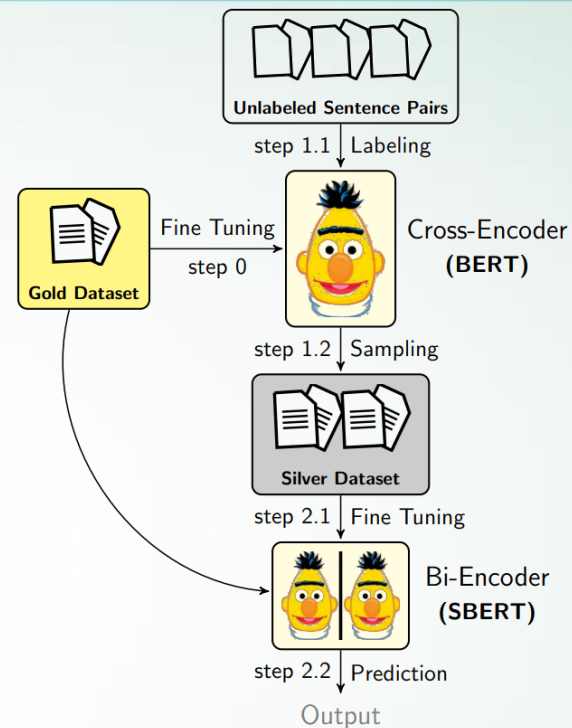 Unlabeled Sentence Pairs
step 1.1 Labeling
Fine Tuning
step 0
Gold Dataset
Cross-Encoder
(BERT)
step 1.2 Sampling
Silver Dataset
step 2.1 Fine Tuning
Bi-Encoder
(SBERT)
step 2.2 Prediction
Output